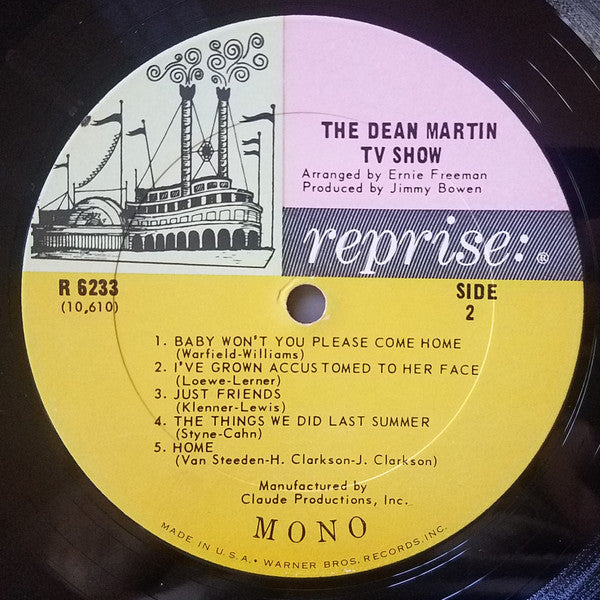 THE DEAN MARTIN
TV SHOW
Arranged by Ernie Freeman
Produced by Jimmy Bowen
reprise:®
R 6233
(10,610)
SIDE
2
1. BABY WON'T YOU PLEASE COME HOME
(Warfield-Williams)
2. I'VE GROWN ACCUSTOMED TO HER FACE
(Loewe-Lerner)
3. JUST FRIENDS
(Klenner-Lewis)
4. THE THINGS WE DID LAST SUMMER
(Styne-Cahn)
5. HOME
(Van Steeden-H. Clarkson-J. Clarkson)
Manufactured by
Claude Productions, Inc.
MONO
MADE IN U.S.A. • WARNER BROS. RECORDS, INC.